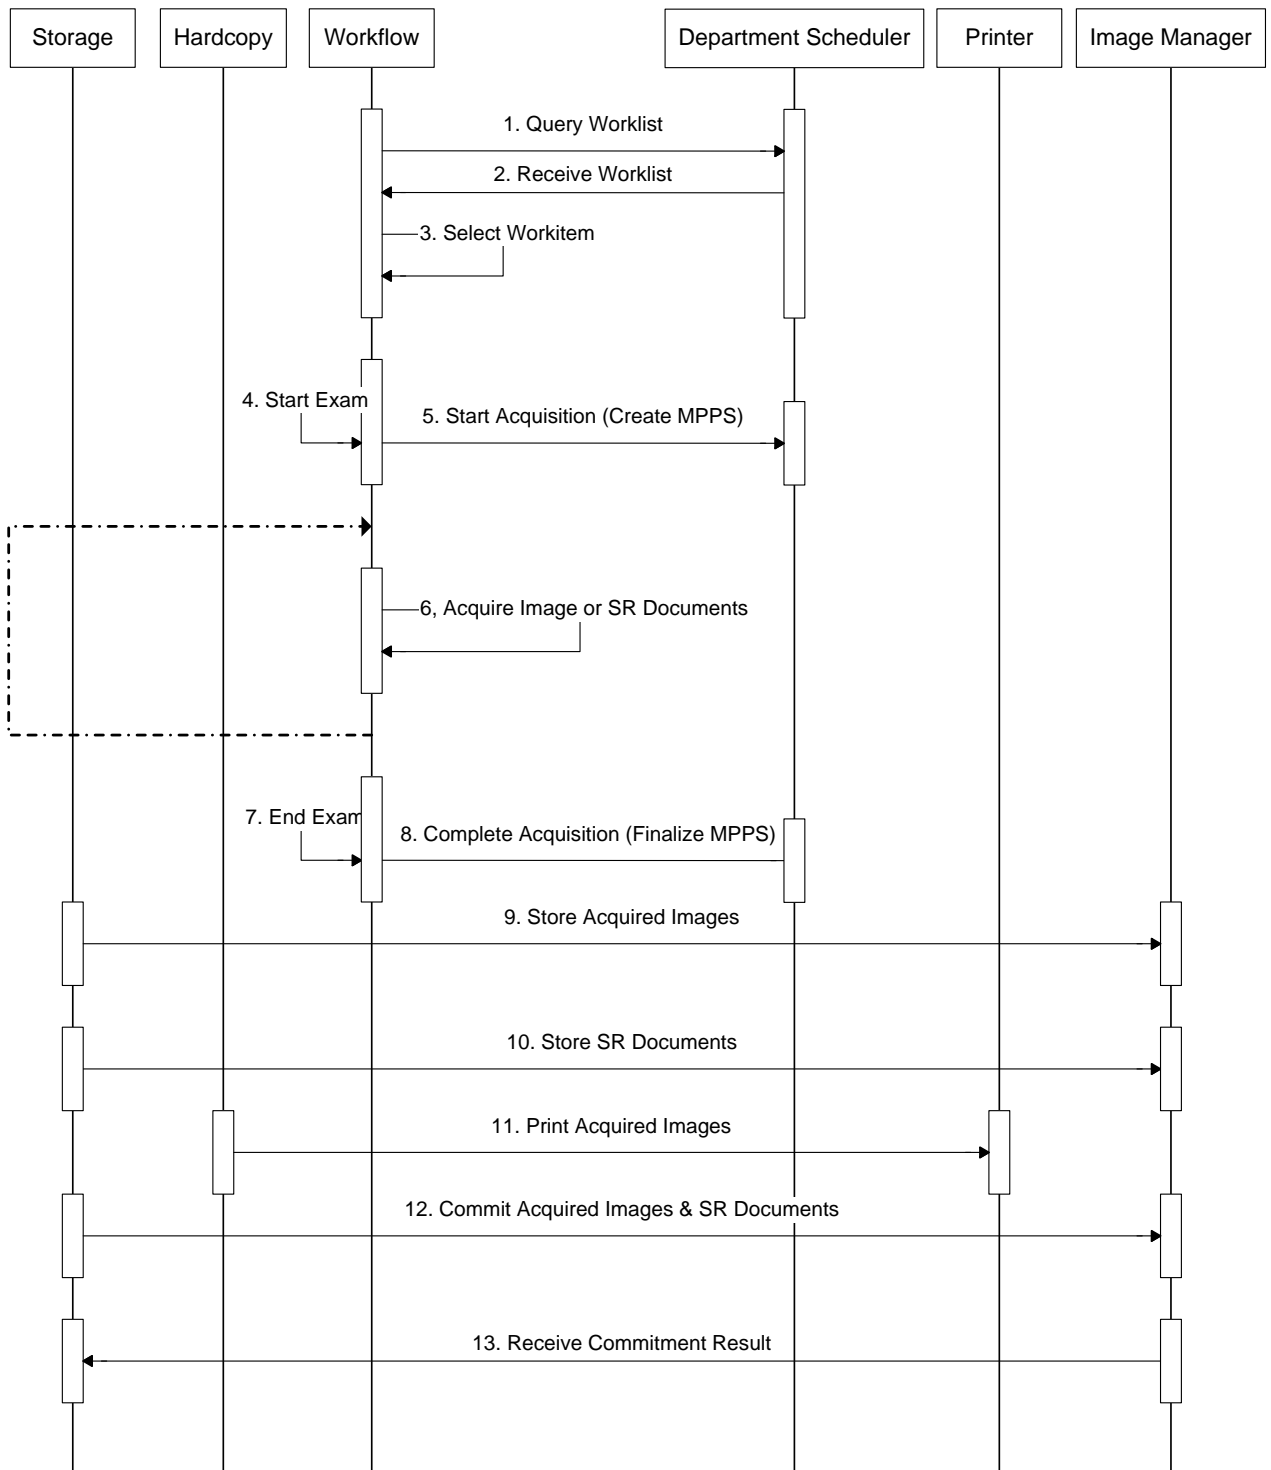 Storage
Hardcopy
Workflow
Department Scheduler
Printer
Image Manager
1. Query Worklist
2. Receive Worklist
3. Select Workitem
4. Start Exam
5. Start Acquisition (Create MPPS)
6, Acquire Image or SR Documents
7. End Exam
8. Complete Acquisition (Finalize MPPS)
9. Store Acquired Images
10. Store SR Documents
11. Print Acquired Images
12. Commit Acquired Images & SR Documents
13. Receive Commitment Result